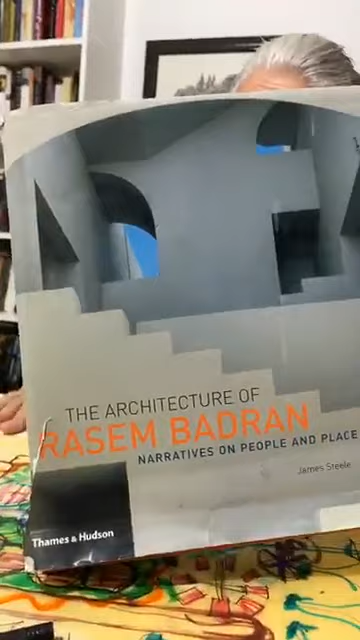 THE ARCHITECTURE OF
RASEM BADRAN
NARRATIVES ON PEOPLE AND PLACE
James Steele
Thames & Hudson